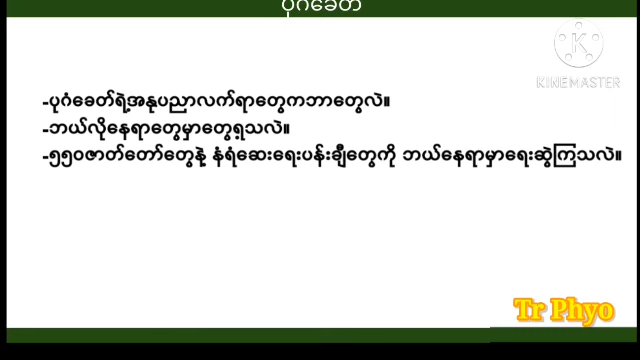 ပုဂံခေတ်
KINEMASTER
-ပုဂံခေတ်ရဲ့အနုပညာလက်ရာတွေကဘာတွေလဲ။
-ဘယ်လိုနေရာတွေမှာတွေ့ရသလဲ။
-၅၅၀ဇာတ်တော်တွေနဲ့ နံရံဆေးရေးပန်းချီတွေကို ဘယ်နေရာမှာရေးဆွဲကြသလဲ။
Tr Phyo